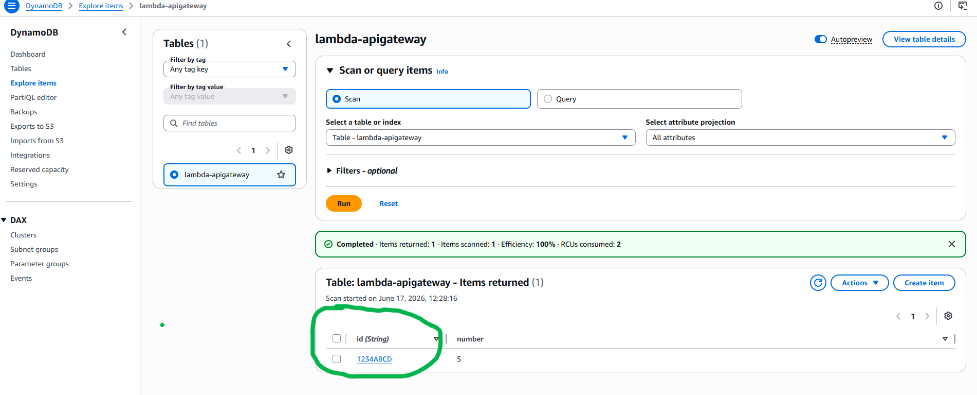 DynamoDB > Explore items > lambda-apigateway
DynamoDB
Dashboard
Tables
Explore items
PartiQL editor
Backups
Exports to S3
Imports from S3
Integrations
Reserved capacity
Settings
DAX
Clusters
Subnet groups
Parameter groups
Events
Tables (1)
Filter by tag
Any tag key
Filter by tag value
Any tag value
Find tables
1
lambda-apigateway
lambda-apigateway
Autopreview
View table details
Scan or query items Info
Scan
Query
Select a table or index
Table - lambda-apigateway
Select attribute projection
All attributes
Filters - optional
Run
Reset
Completed · Items returned: 1 · Items scanned: 1 · Efficiency: 100% · RCUs consumed: 2
Table: lambda-apigateway - Items returned (1)
Scan started on June 17, 2026, 12:28:16
Actions
Create item
1
id (String)
number
1234ABCD
5